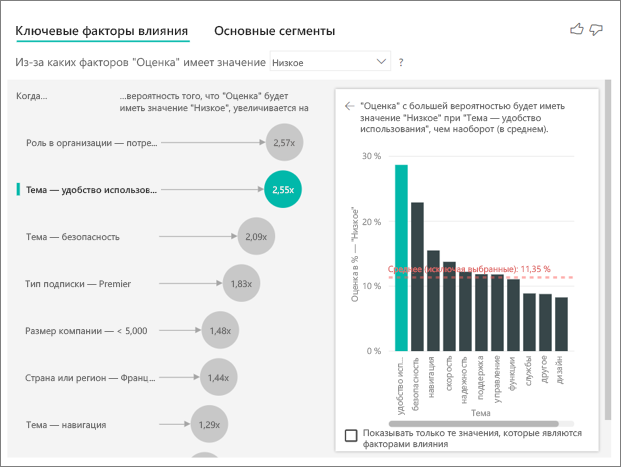 Ключевые факторы влияния
Основные сегменты
Из-за каких факторов "Оценка" имеет значение
Низкое
?
Когда...
...вероятность того, что "Оценка" будет
иметь значение "Низкое", увеличивается на
Роль в организации — потре...
2,57x
Тема — удобство использов...
2,55x
Тема — безопасность
2,09x
Тип подписки — Premier
1,83x
Размер компании — < 5,000
1,48x
Страна или регион — Франц...
1,44x
Тема — навигация
1,29x
"Оценка" с большей вероятностью будет иметь
значение "Низкое" при "Тема — удобство
использования", чем наоборот (в среднем).
Оценка в % — "Низкое"
30 %
20 %
10 %
0 %
Среднее (исключая выбранные): 11,35 %
удобство исп...
безопасность
навигация
скорость
надежность
поддержка
управление
функции
службы
другое
дизайн
Тема
Показывать только те значения, которые являются
факторами влияния